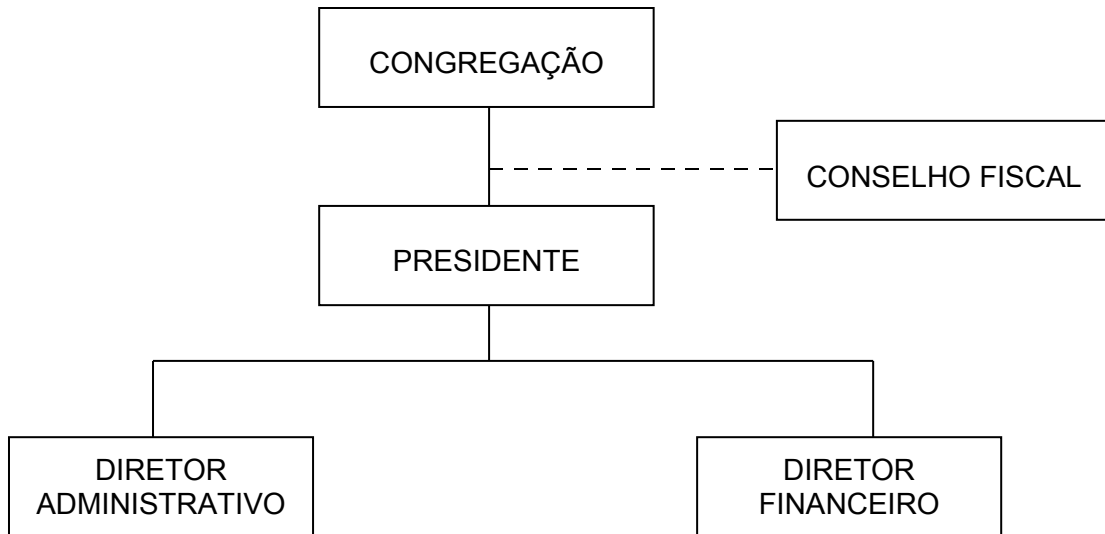 CONGREGAÇÃO
CONSELHO FISCAL
PRESIDENTE
DIRETOR
ADMINISTRATIVO
DIRETOR
FINANCEIRO